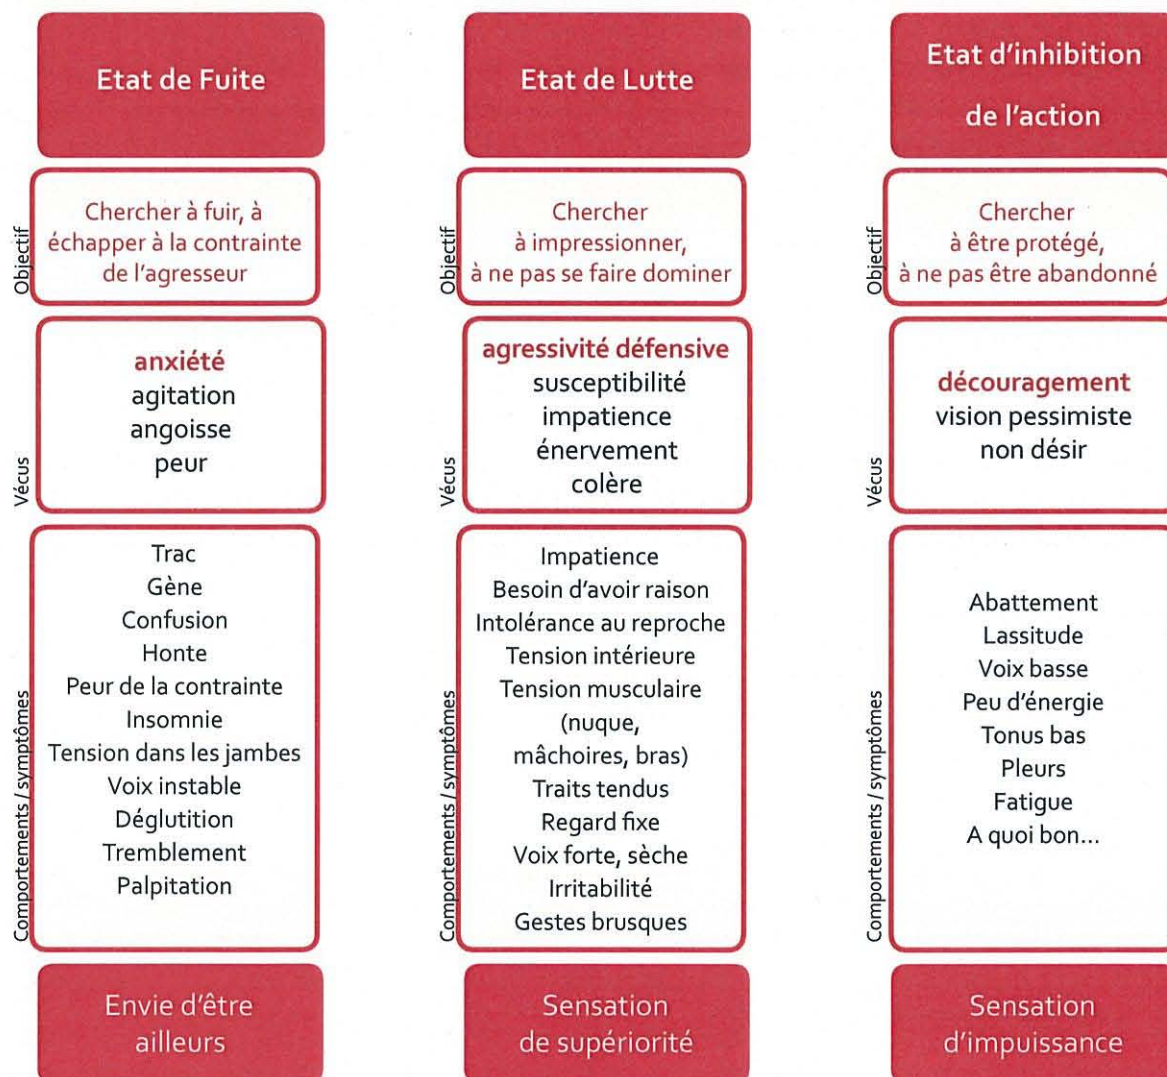 Etat de Fuite
Objectif
Chercher à fuir, à
échapper à la contrainte
de l'agresseur
Vécus
anxiété
agitation
angoisse
peur
Comportements / symptômes
Trac
Gène
Confusion
Honte
Peur de la contrainte
Insomnie
Tension dans les jambes
Voix instable
Déglutition
Tremblement
Palpitation
Envie d'être
ailleurs
Etat de Lutte
Objectif
Chercher
à impressionner,
à ne pas se faire dominer
Vécus
agressivité défensive
susceptibilité
impatience
énervement
colère
Comportements / symptômes
Impatience
Besoin d'avoir raison
Intolérance au reproche
Tension intérieure
Tension musculaire
(nuque,
mâchoires, bras)
Traits tendus
Regard fixe
Voix forte, sèche
Irritabilité
Gestes brusques
Sensation
de supériorité
Etat d'inhibition
de l'action
Objectif
Chercher
à être protégé,
à ne pas être abandonné
Vécus
découragement
vision pessimiste
non désir
Comportements / symptômes
Abattement
Lassitude
Voix basse
Peu d'énergie
Tonus bas
Pleurs
Fatigue
A quoi bon...
Sensation
d'impuissance